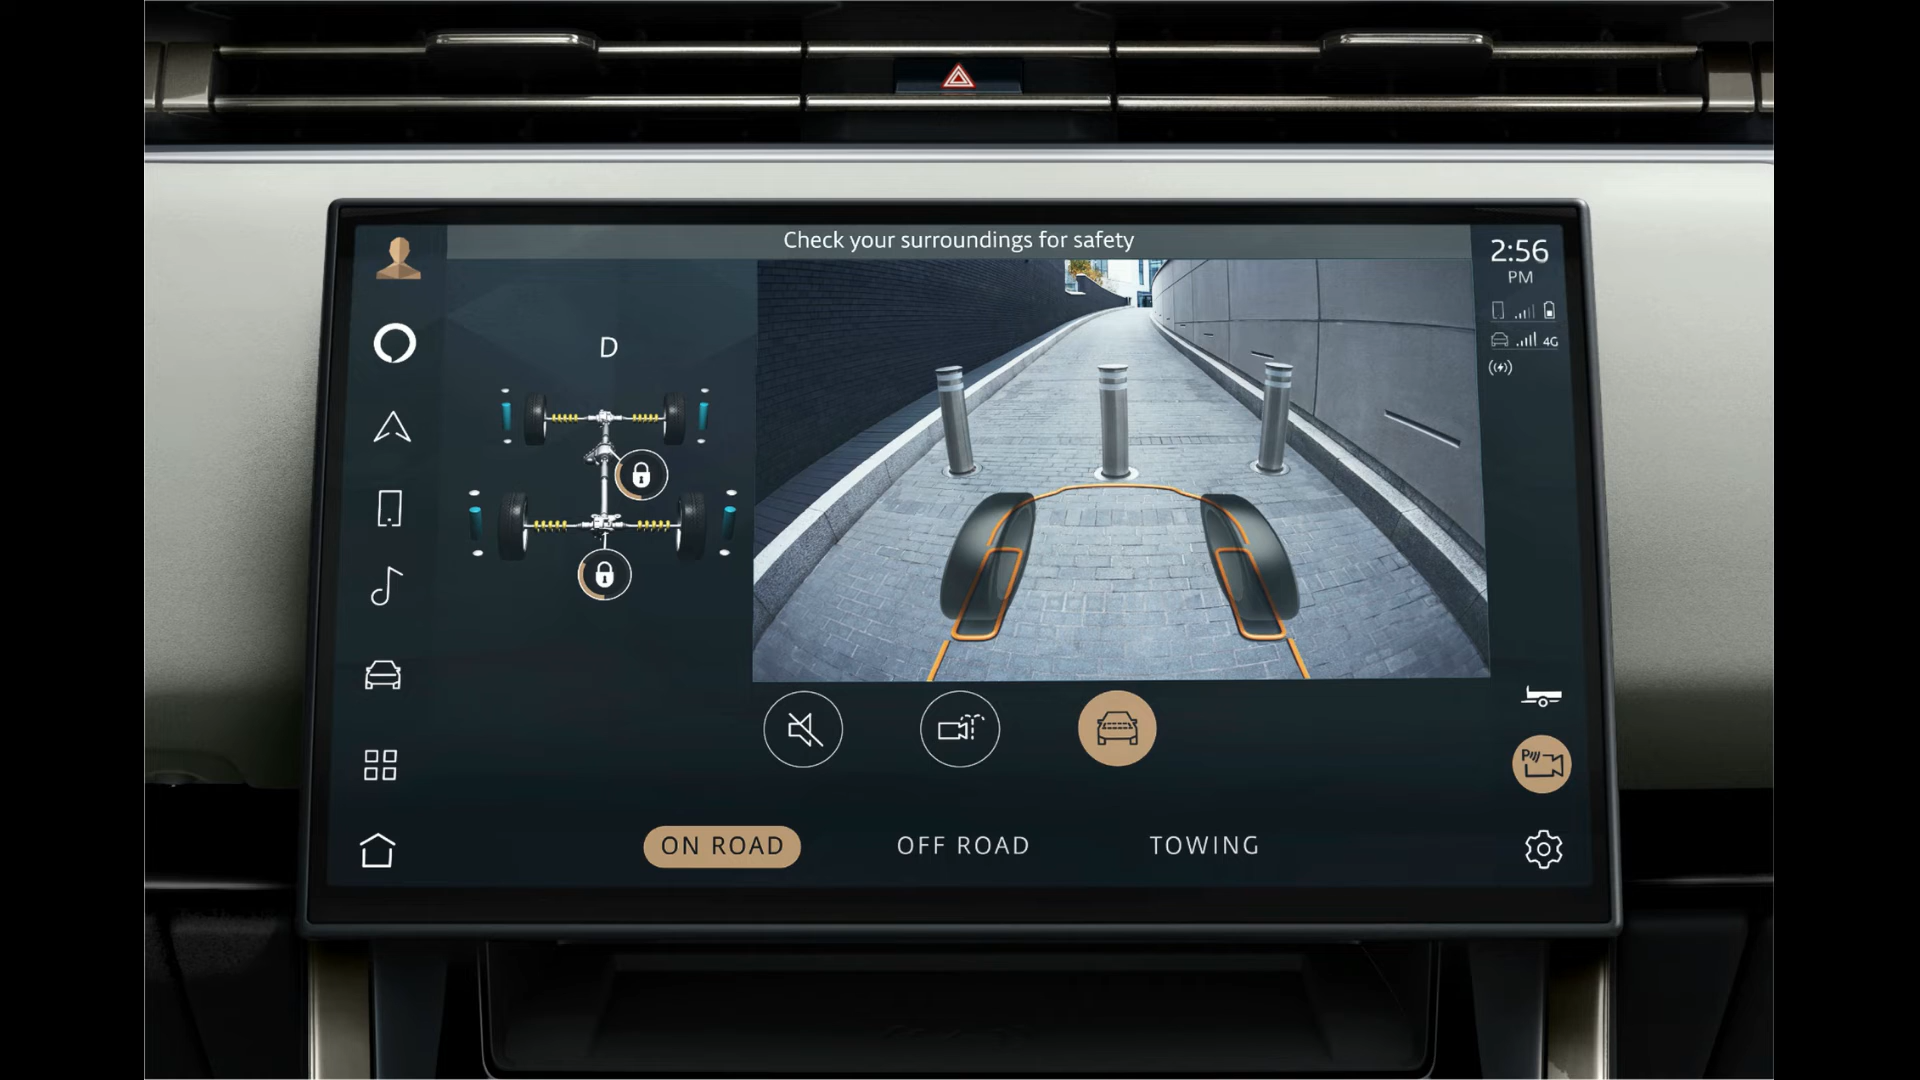 Check your surroundings for safety
2:56
PM
4G
D
P
ON ROAD
OFF ROAD
TOWING